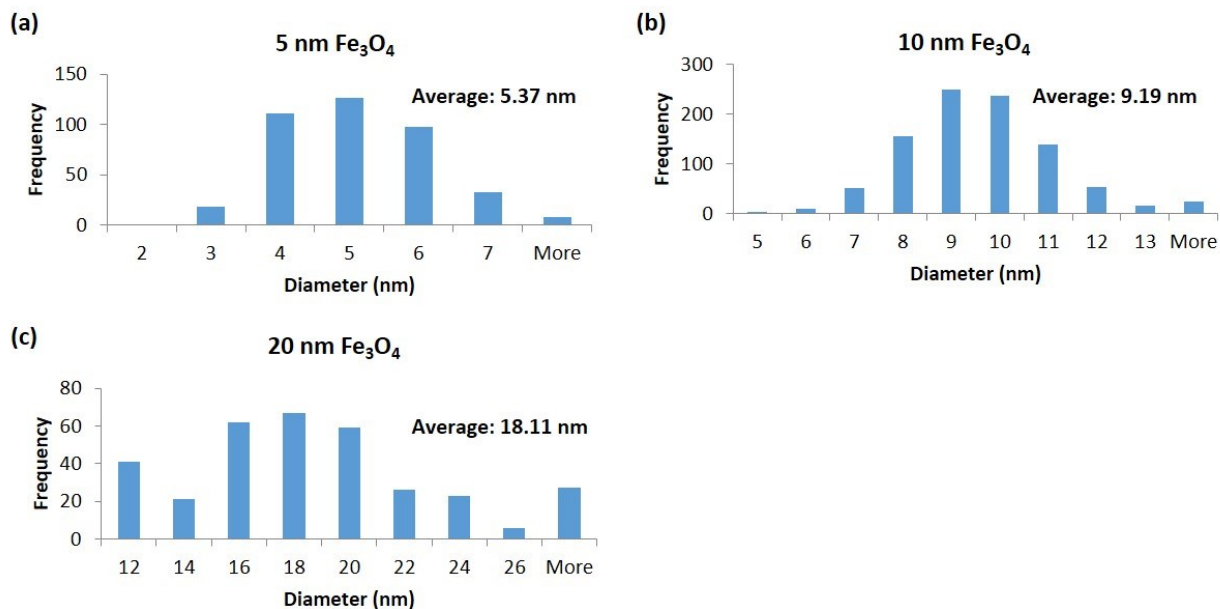 (a)
5 nm Fe₃O₄
Average: 5.37 nm
Frequency
150
100
50
0
2 3 4 5 6 7 More
Diameter (nm)
(b)
10 nm Fe₃O₄
Average: 9.19 nm
Frequency
300
200
100
0
5 6 7 8 9 10 11 12 13 More
Diameter (nm)
(c)
20 nm Fe₃O₄
Average: 18.11 nm
Frequency
80
60
40
20
0
12 14 16 18 20 22 24 26 More
Diameter (nm)